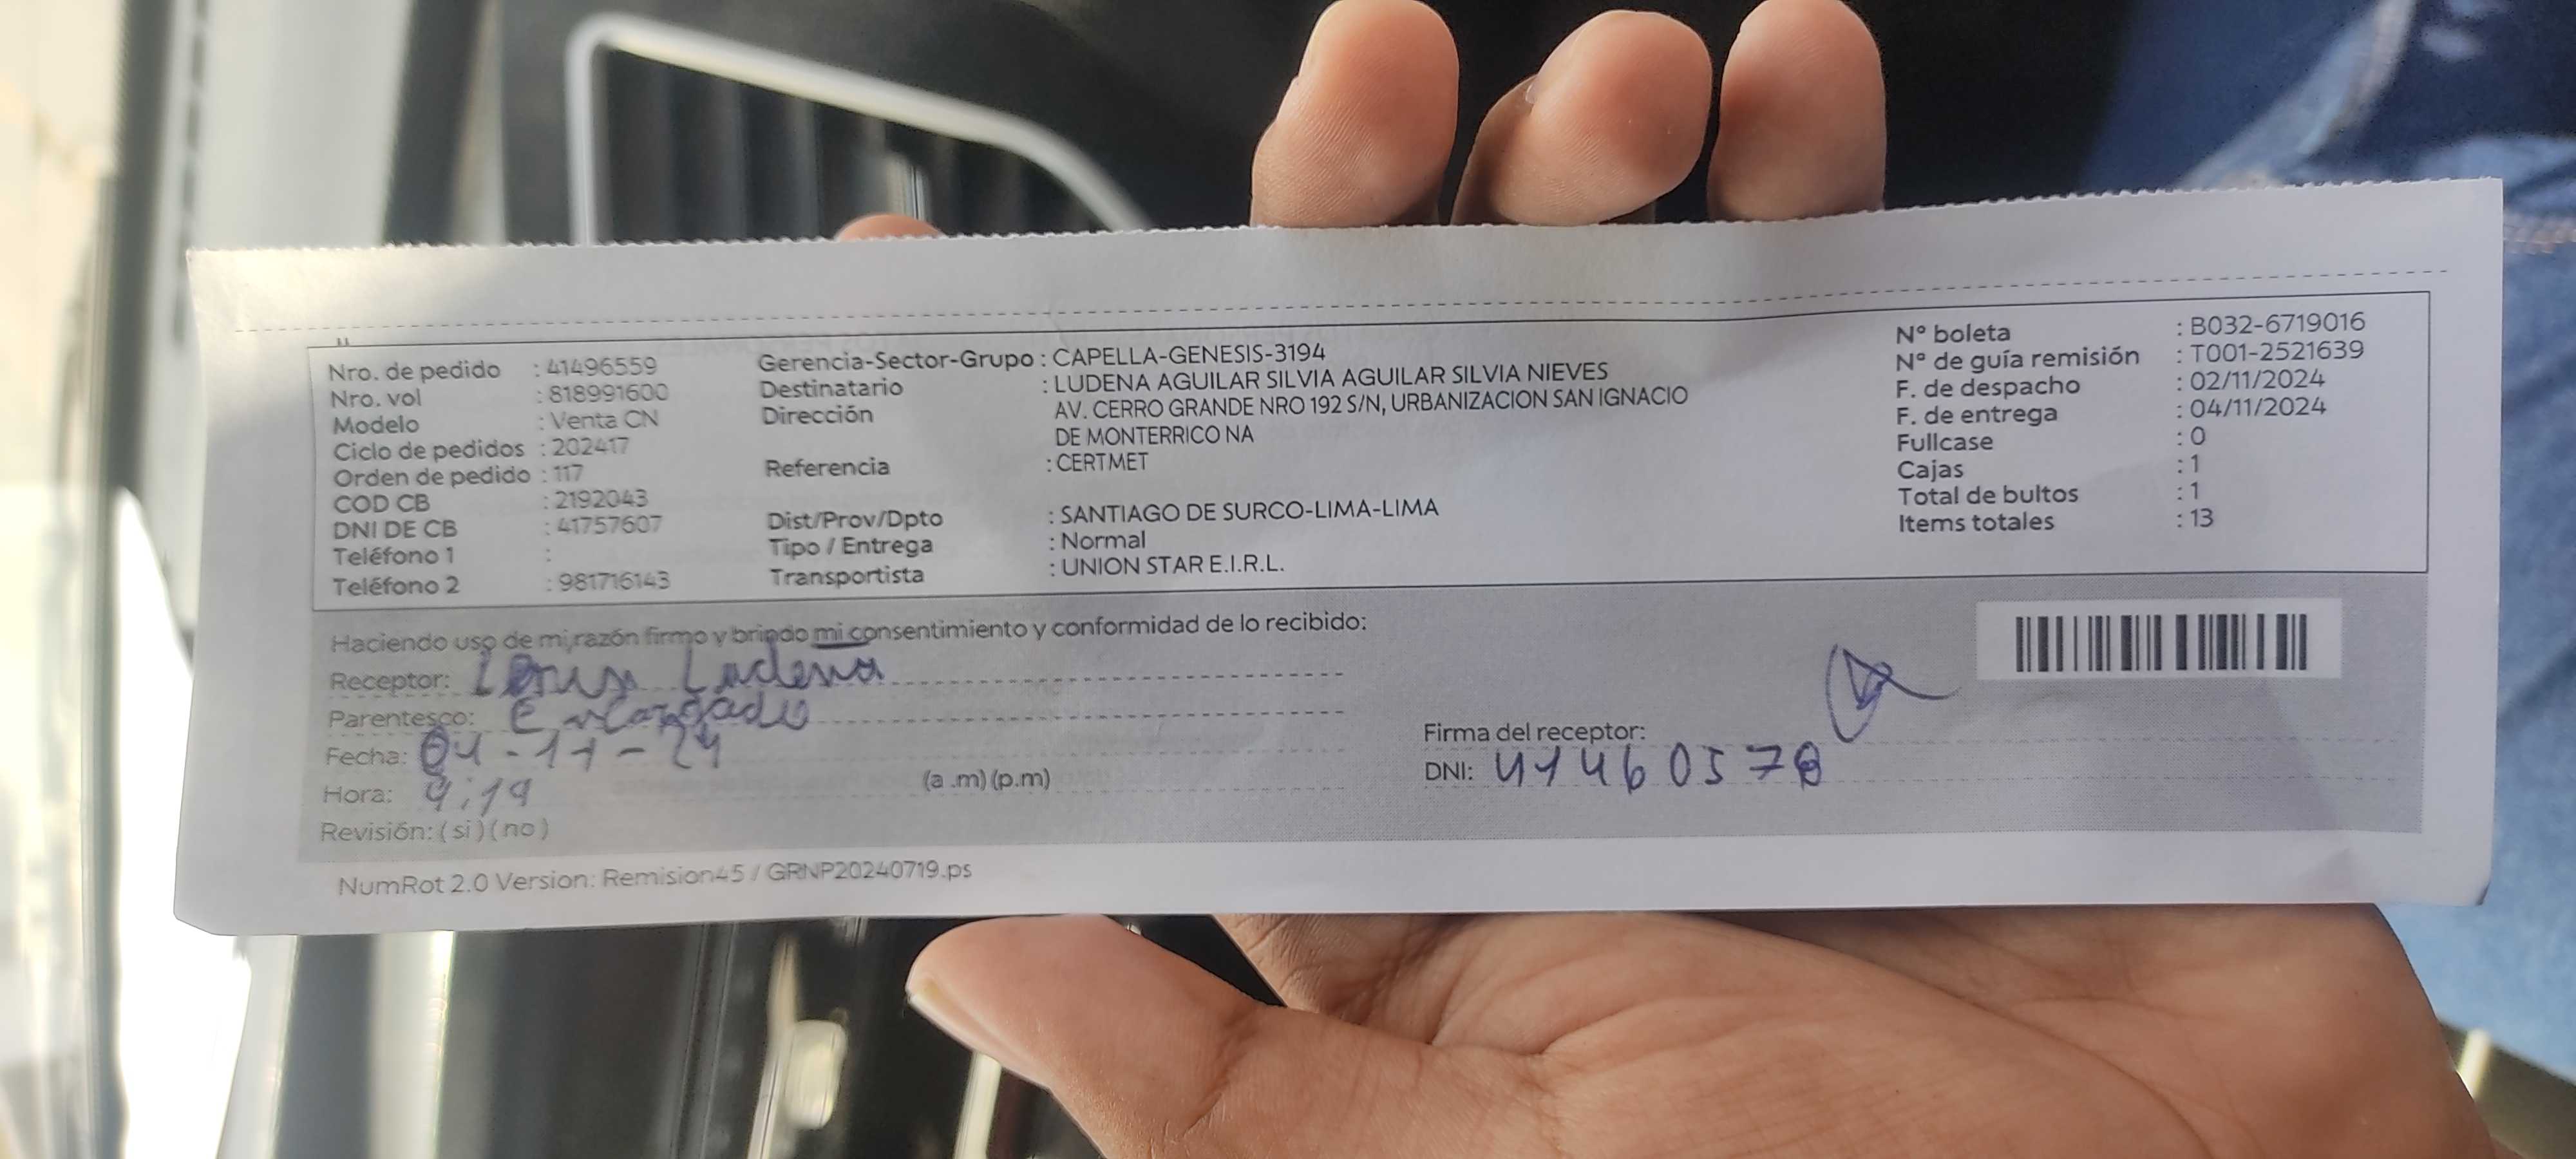 Nro. de pedido : 41496559
Nro. vol : 818991600
Modelo : Venta CN
Ciclo de pedidos : 202417
Orden de pedido : 117
COD CB : 2192043
DNI DE CB : 41757607
Teléfono 1 :
Teléfono 2 : 981716143
Gerencia-Sector-Grupo : CAPELLA-GENESIS-3194
Destinatario : LUDENA AGUILAR SILVIA AGUILAR SILVIA NIEVES
Dirección AV. CERRO GRANDE NRO 192 S/N, URBANIZACION SAN IGNACIO
DE MONTERRICO NA
Referencia : CERTMET
Dist/Prov/Dpto : SANTIAGO DE SURCO-LIMA-LIMA
Tipo / Entrega : Normal
Transportista : UNION STAR E.I.R.L.
N° boleta : B032-6719016
N° de guía remisión : T001-2521639
F. de despacho : 02/11/2024
F. de entrega : 04/11/2024
Fullcase : 0
Cajas : 1
Total de bultos : 1
Items totales : 13
Haciendo uso de mi razón firmo y brindo mi consentimiento y conformidad de lo recibido:
Receptor: Ludena
Parentesco: Encargado
Fecha: 04-11-24
Hora: 9:19 (a .m) (p.m)
Revisión: ( si ) ( no )
Firma del receptor:
DNI: 41460578
NumRot 2.0 Version: Remision45 / GRNP20240719.ps